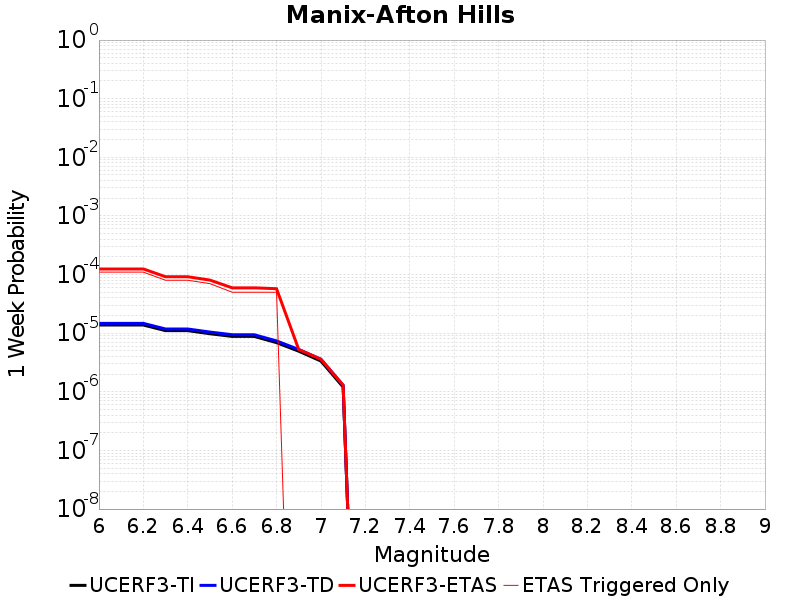 Manix-Afton Hills
10^0
10^-1
10^-2
10^-3
10^-4
10^-5
10^-6
10^-7
10^-8
1 Week Probability
6 6.2 6.4 6.6 6.8 7 7.2 7.4 7.6 7.8 8 8.2 8.4 8.6 8.8 9
Magnitude
UCERF3-TI UCERF3-TD UCERF3-ETAS ETAS Triggered Only